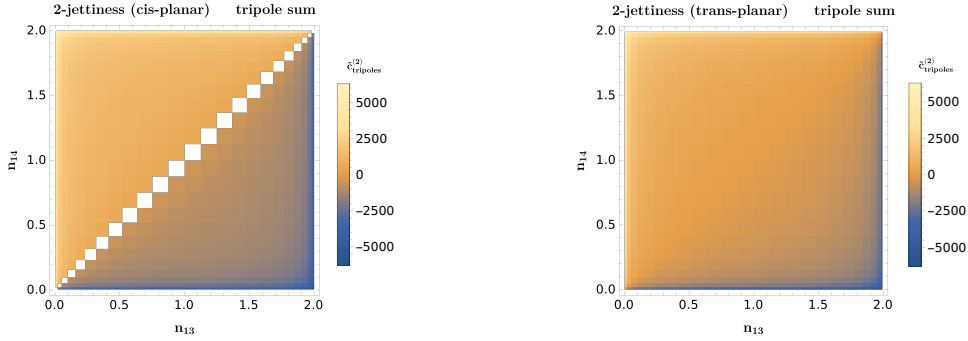 2-jettiness (cis-planar) tripole sum
2.0
1.5
1.0
0.5
0.0
n14
0.0 0.5 1.0 1.5 2.0
n13
c̃(2)tripoles
5000
2500
0
−2500
−5000
2-jettiness (trans-planar) tripole sum
2.0
1.5
1.0
0.5
0.0
n14
0.0 0.5 1.0 1.5 2.0
n13
c̃(2)tripoles
5000
2500
0
−2500
−5000